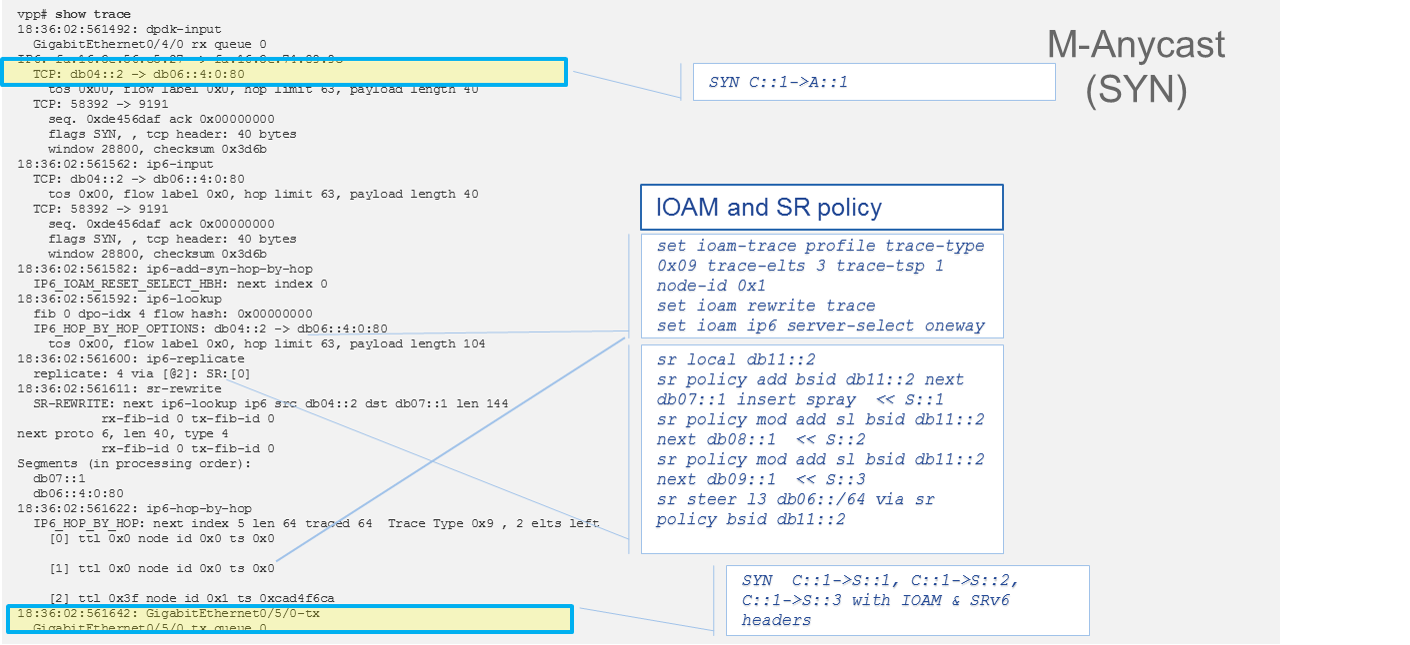 vpp# show trace
18:36:02:561492: dpdk-input
GigabitEthernet0/4/0 rx queue 0
TCP: db04::2 -> db06::4:0:80
tos 0x00, flow label 0x0, hop limit 63, payload length 40
TCP: 58392 -> 9191
seq. 0xde456daf ack 0x00000000
flags SYN, , tcp header: 40 bytes
window 28800, checksum 0x3d6b
18:36:02:561562: ip6-input
TCP: db04::2 -> db06::4:0:80
tos 0x00, flow label 0x0, hop limit 63, payload length 40
TCP: 58392 -> 9191
seq. 0xde456daf ack 0x00000000
flags SYN, , tcp header: 40 bytes
window 28800, checksum 0x3d6b
18:36:02:561582: ip6-add-syn-hop-by-hop
IP6_IOAM_RESET_SELECT_HBH: next index 0
18:36:02:561592: ip6-lookup
fib 0 dpo-idx 4 flow hash: 0x00000000
IP6_HOP_BY_HOP_OPTIONS: db04::2 -> db06::4:0:80
tos 0x00, flow label 0x0, hop limit 63, payload length 104
18:36:02:561600: ip6-replicate
replicate: 4 via [@2]: SR:[0]
18:36:02:561611: sr-rewrite
SR-REWRITE: next ip6-lookup ip6 src db04::2 dst db07::1 len 144
rx-fib-id 0 tx-fib-id 0
next proto 6, len 40, type 4
rx-fib-id 0 tx-fib-id 0
Segments (in processing order):
db07::1
db06::4:0:80
18:36:02:561622: ip6-hop-by-hop
IP6_HOP_BY_HOP: next index 5 len 64 traced 64  Trace Type 0x9 , 2 elts left
[0] ttl 0x0 node id 0x0 ts 0x0
[1] ttl 0x0 node id 0x0 ts 0x0
[2] ttl 0x3f node id 0x1 ts 0xcad4f6ca
18:36:02:561642: GigabitEthernet0/5/0-tx
GigabitEthernet0/5/0 tx queue 0
M-Anycast
(SYN)
SYN C::1->A::1
IOAM and SR policy
set ioam-trace profile trace-type
0x09 trace-elts 3 trace-tsp 1
node-id 0x1
set ioam rewrite trace
set ioam ip6 server-select oneway
sr local db11::2
sr policy add bsid db11::2 next
db07::1 insert spray  << S::1
sr policy mod add sl bsid db11::2
next db08::1  << S::2
sr policy mod add sl bsid db11::2
next db09::1  << S::3
sr steer l3 db06::/64 via sr
policy bsid db11::2
SYN  C::1->S::1, C::1->S::2,
C::1->S::3 with IOAM & SRv6
headers